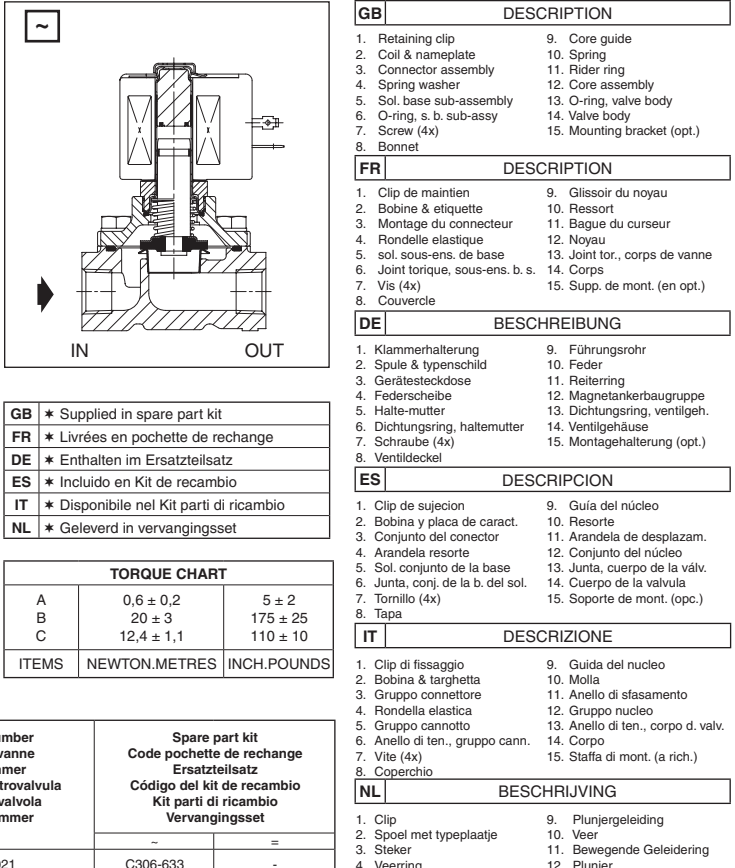 ~
IN OUT
GB ✶ Supplied in spare part kit
FR ✶ Livrées en pochette de rechange
DE ✶ Enthalten im Ersatzteilsatz
ES ✶ Incluido en Kit de recambio
IT ✶ Disponibile nel Kit parti di ricambio
NL ✶ Geleverd in vervangingsset
TORQUE CHART
A 0,6 ± 0,2 5 ± 2
B 20 ± 3 175 ± 25
C 12,4 ± 1,1 110 ± 10
ITEMS NEWTON.METRES INCH.POUNDS
Spare part kit
vanne Code pochette de rechange
Ersatzteilsatz
Código del kit de recambio
valvola Kit parti di ricambio
Vervangingsset
~ =
C306-633 -
GB DESCRIPTION
1. Retaining clip
2. Coil & nameplate
3. Connector assembly
4. Spring washer
5. Sol. base sub-assembly
6. O-ring, s. b. sub-assy
7. Screw (4x)
8. Bonnet
9. Core guide
10. Spring
11. Rider ring
12. Core assembly
13. O-ring, valve body
14. Valve body
15. Mounting bracket (opt.)
FR DESCRIPTION
1. Clip de maintien
2. Bobine & etiquette
3. Montage du connecteur
4. Rondelle elastique
5. sol. sous-ens. de base
6. Joint torique, sous-ens. b. s.
7. Vis (4x)
8. Couvercle
9. Glissoir du noyau
10. Ressort
11. Bague du curseur
12. Noyau
13. Joint tor., corps de vanne
14. Corps
15. Supp. de mont. (en opt.)
DE BESCHREIBUNG
1. Klammerhalterung
2. Spule & typenschild
3. Gerätesteckdose
4. Federscheibe
5. Halte-mutter
6. Dichtungsring, haltemutter
7. Schraube (4x)
8. Ventildeckel
9. Führungsrohr
10. Feder
11. Reiterring
12. Magnetankerbaugruppe
13. Dichtungsring, ventilgeh.
14. Ventilgehäuse
15. Montagehalterung (opt.)
ES DESCRIPCION
1. Clip de sujecion
2. Bobina y placa de caract.
3. Conjunto del conector
4. Arandela resorte
5. Sol. conjunto de la base
6. Junta, conj. de la b. del sol.
7. Tornillo (4x)
8. Tapa
9. Guía del núcleo
10. Resorte
11. Arandela de desplazam.
12. Conjunto del núcleo
13. Junta, cuerpo de la válv.
14. Cuerpo de la valvula
15. Soporte de mont. (opc.)
IT DESCRIZIONE
1. Clip di fissaggio
2. Bobina & targhetta
3. Gruppo connettore
4. Rondella elastica
5. Gruppo cannotto
6. Anello di ten., gruppo cann.
7. Vite (4x)
8. Coperchio
9. Guida del nucleo
10. Molla
11. Anello di sfasamento
12. Gruppo nucleo
13. Anello di ten., corpo d. valv.
14. Corpo
15. Staffa di mont. (a rich.)
NL BESCHRIJVING
1. Clip
2. Spoel met typeplaatje
3. Steker
4. Veerring
9. Plunjergeleiding
10. Veer
11. Bewegende Geleidering
12. Plunjer